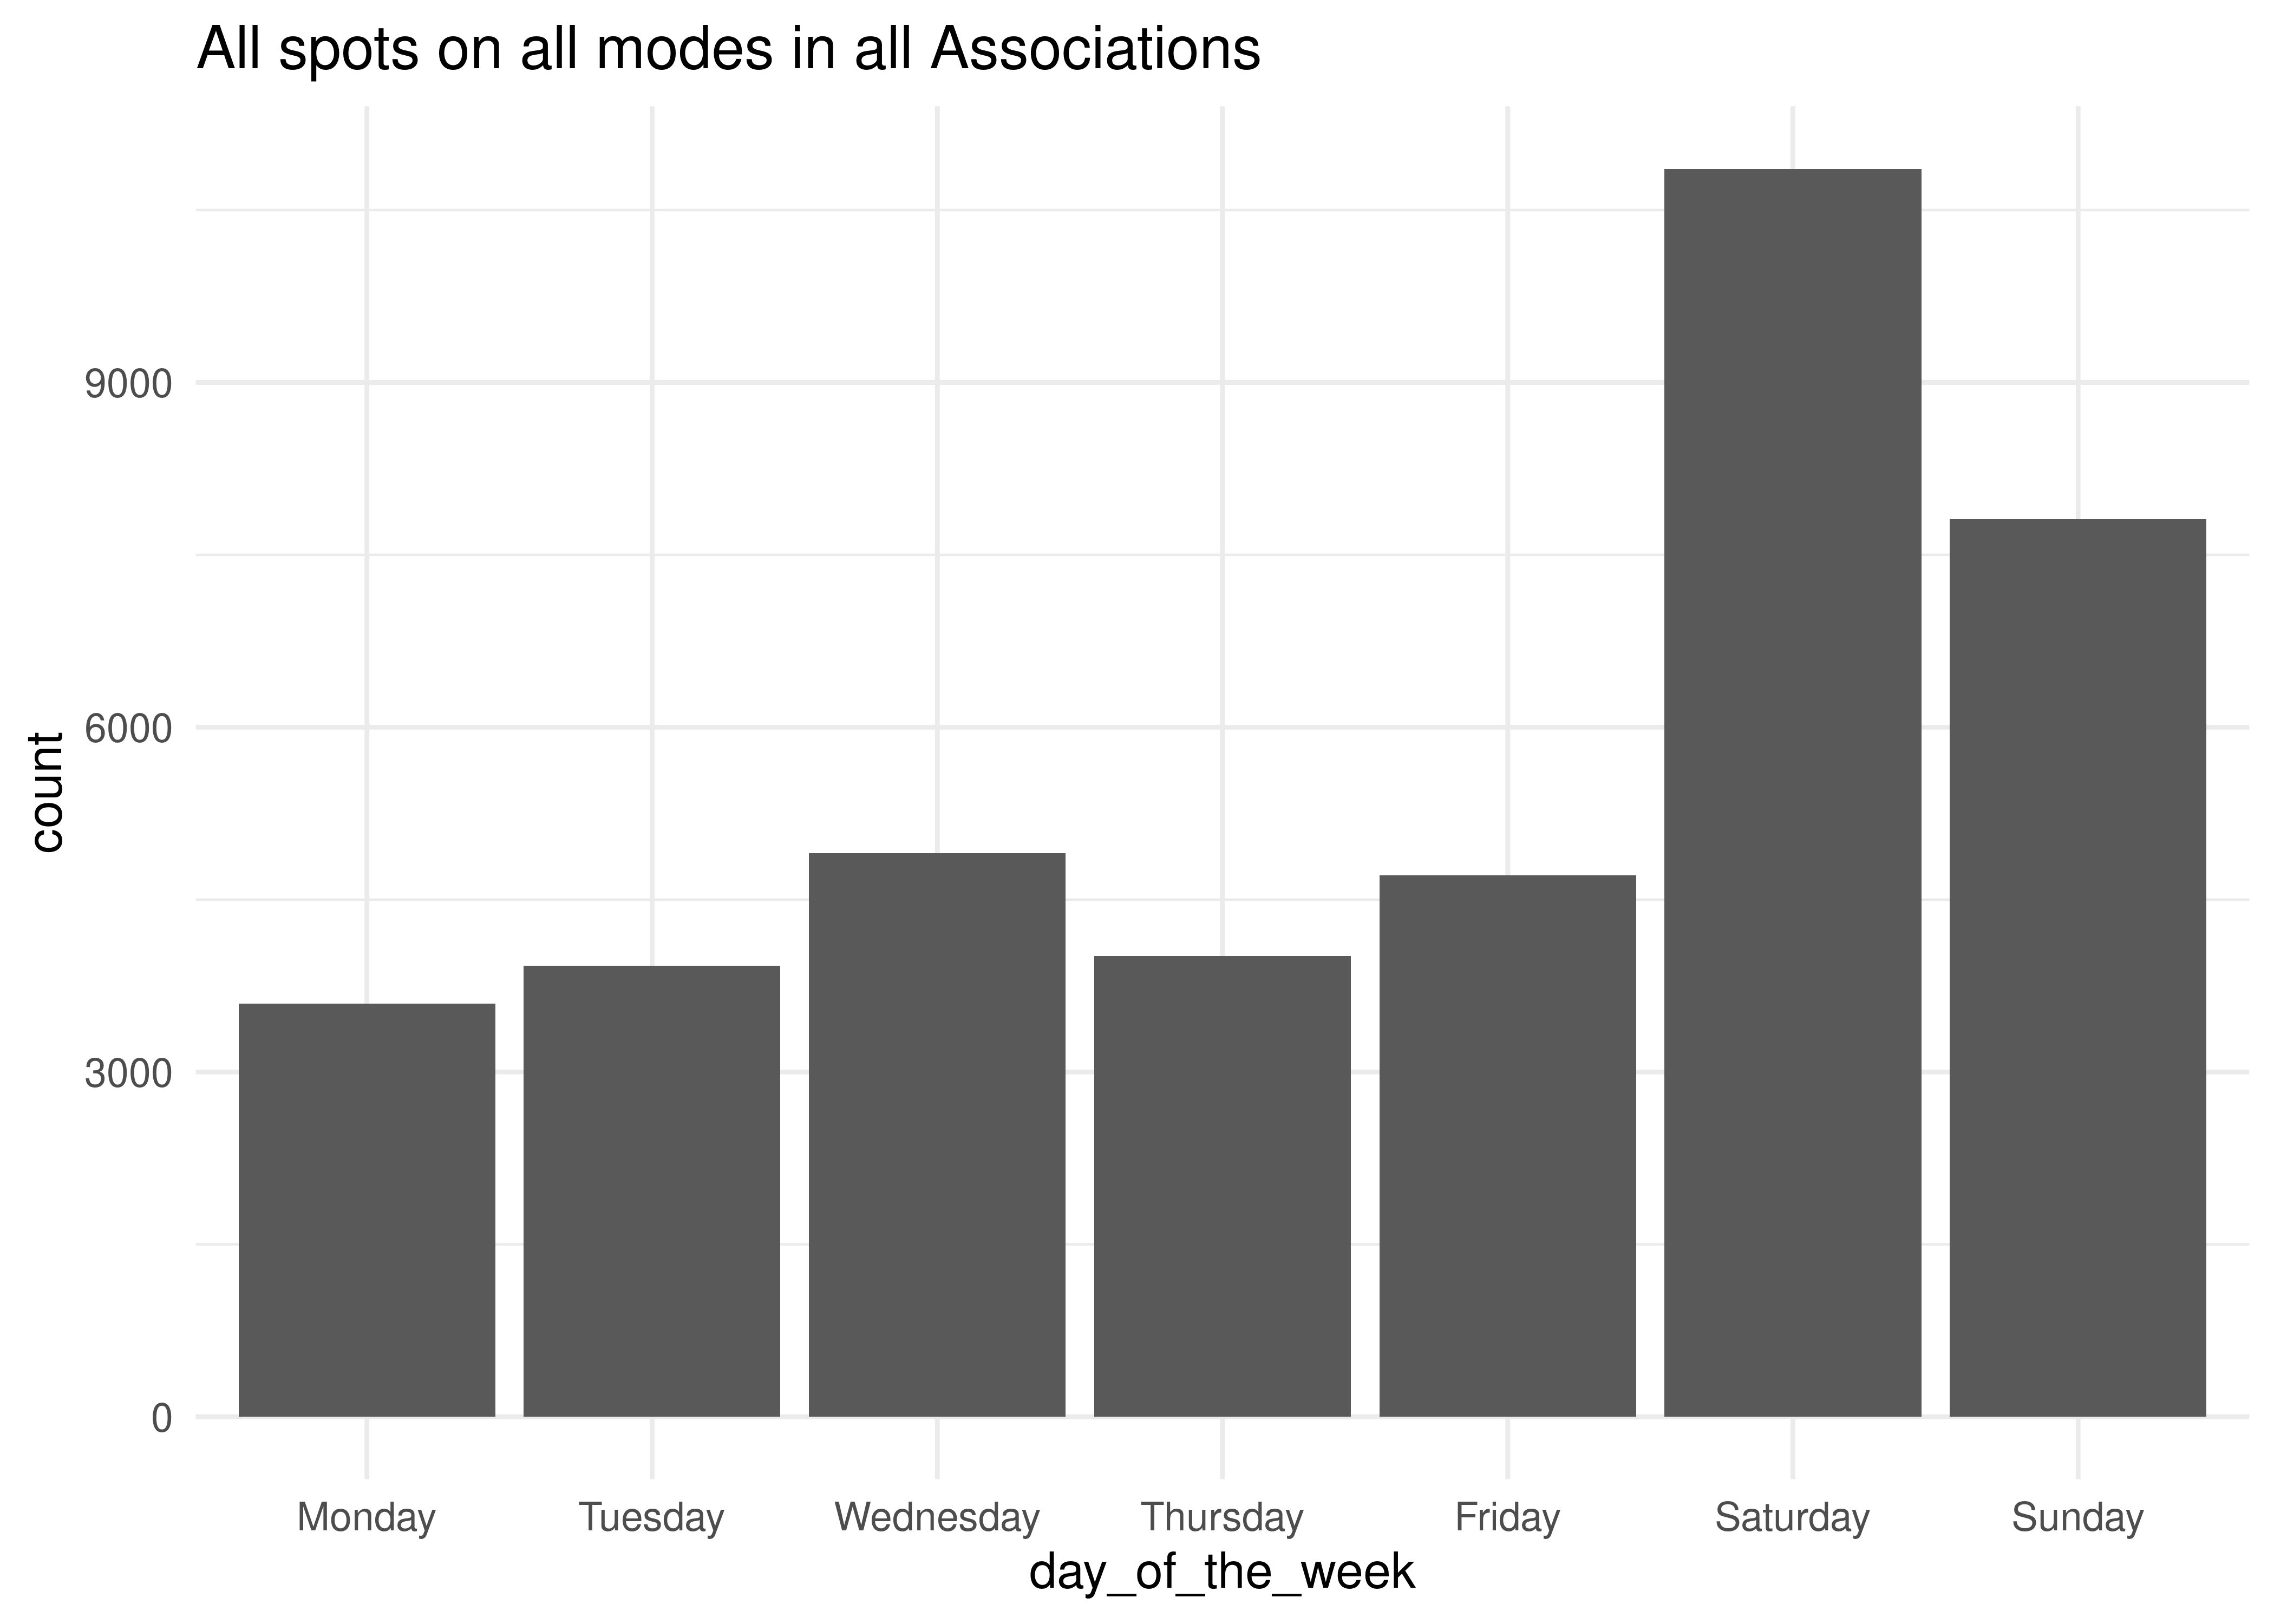 All spots on all modes in all Associations
count
9000
6000
3000
0
Monday Tuesday Wednesday Thursday Friday Saturday Sunday
day_of_the_week